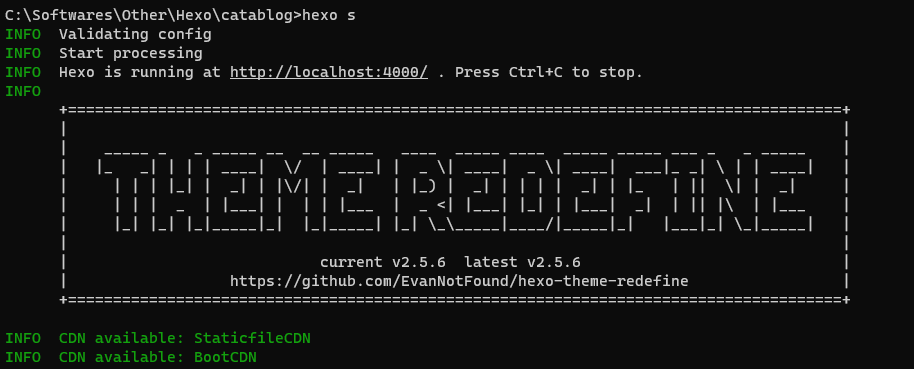 C:\Softwares\Other\Hexo\catablog>hexo s
INFO  Validating config
INFO  Start processing
INFO  Hexo is running at http://localhost:4000/ . Press Ctrl+C to stop.
INFO
THEME REDEFINE
current v2.5.6  latest v2.5.6
https://github.com/EvanNotFound/hexo-theme-redefine
INFO  CDN available: StaticfileCDN
INFO  CDN available: BootCDN